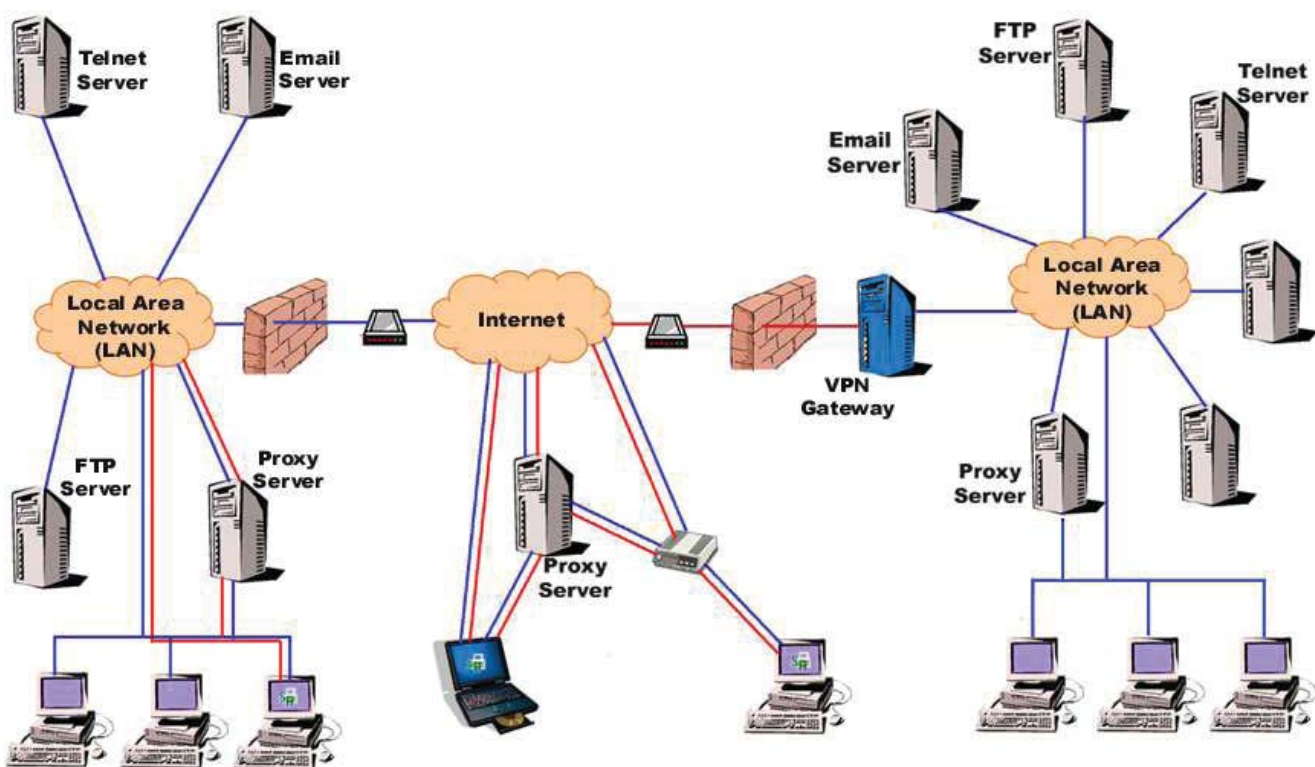 Telnet
Server
Email
Server
FTP
Server
Telnet
Server
Email
Server
Local Area
Network
(LAN)
Internet
Local Area
Network
(LAN)
VPN
Gateway
FTP
Server
Proxy
Server
Proxy
Server
Proxy
Server